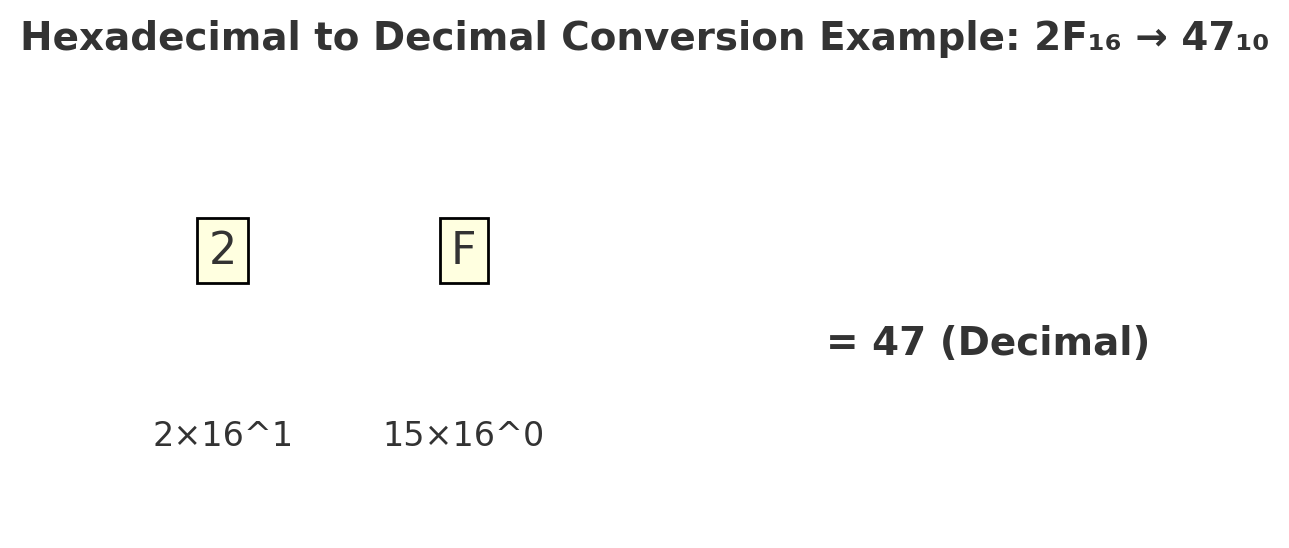 Hexadecimal to Decimal Conversion Example: 2F₁₆ → 47₁₀
2 F
= 47 (Decimal)
2×16^1 15×16^0